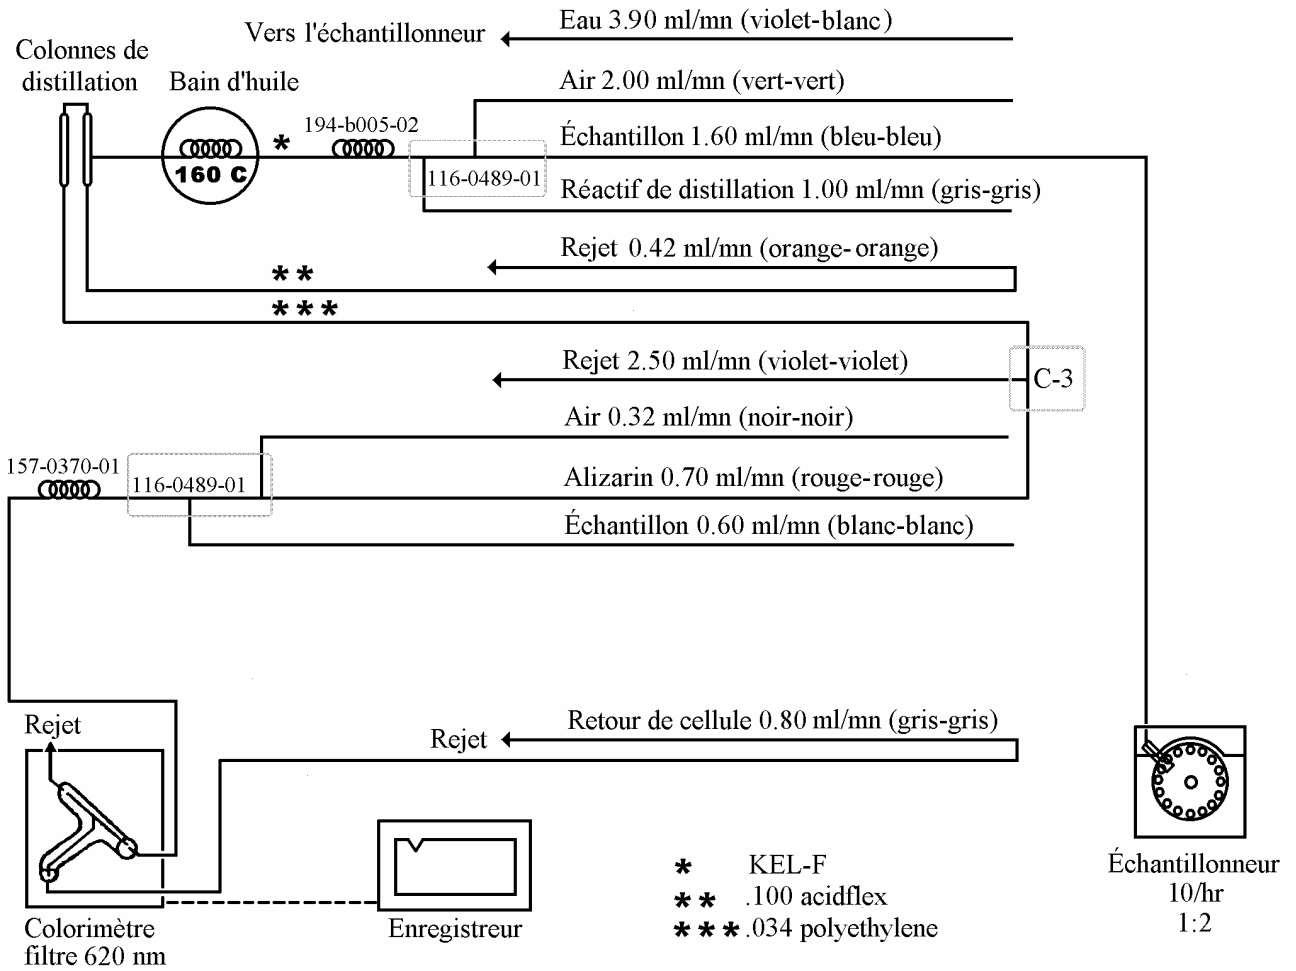 Eau 3.90 ml/mn (violet-blanc)
Vers l'échantillonneur
Colonnes de
distillation
Bain d'huile
160 C
*
194-b005-02
Air 2.00 ml/mn (vert-vert)
Échantillon 1.60 ml/mn (bleu-bleu)
116-0489-01
Réactif de distillation 1.00 ml/mn (gris-gris)
Rejet 0.42 ml/mn (orange-orange)
**
***
Rejet 2.50 ml/mn (violet-violet)
C-3
Air 0.32 ml/mn (noir-noir)
157-0370-01
116-0489-01
Alizarin 0.70 ml/mn (rouge-rouge)
Échantillon 0.60 ml/mn (blanc-blanc)
Retour de cellule 0.80 ml/mn (gris-gris)
Rejet
Rejet
Colorimètre
filtre 620 nm
Enregistreur
* KEL-F
** .100 acidflex
*** .034 polyethylene
Échantillonneur
10/hr
1:2